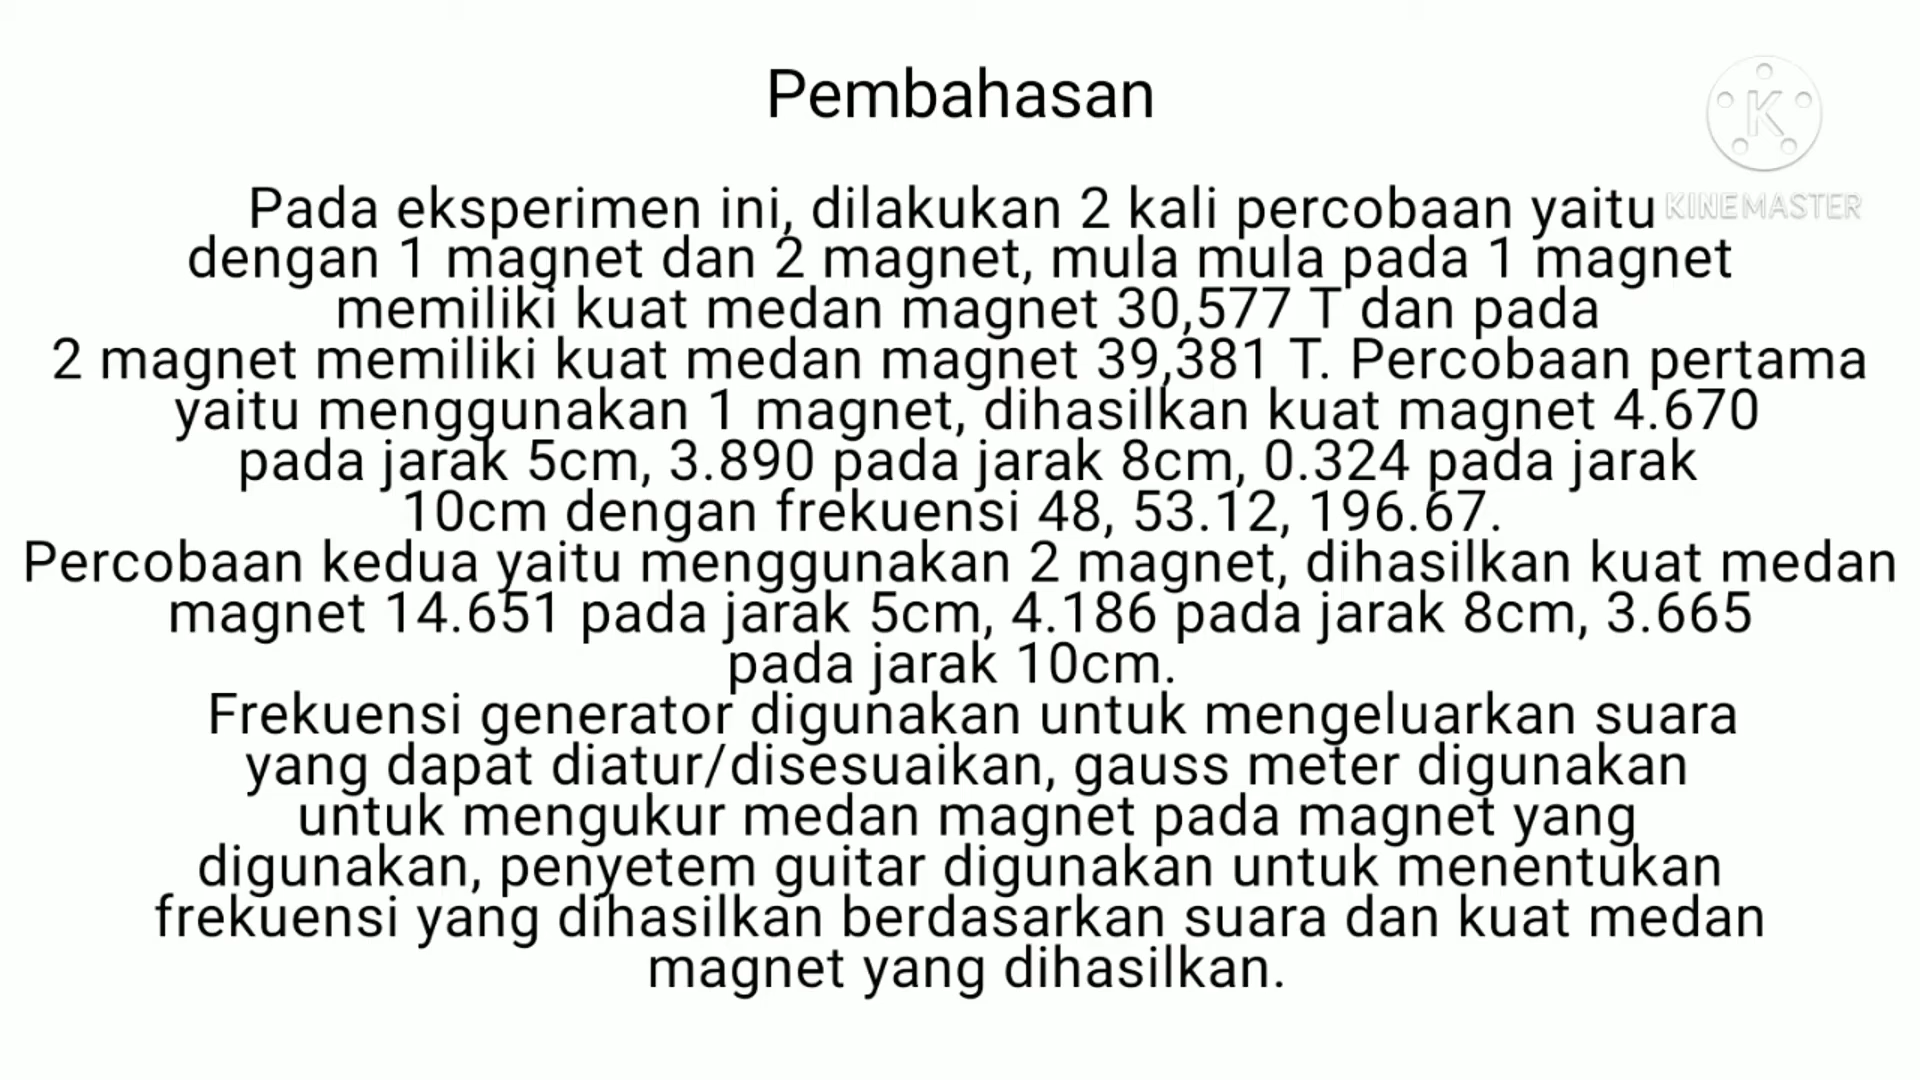 Pembahasan
KINEMASTER
Pada eksperimen ini, dilakukan 2 kali percobaan yaitu
dengan 1 magnet dan 2 magnet, mula mula pada 1 magnet
memiliki kuat medan magnet 30,577 T dan pada
2 magnet memiliki kuat medan magnet 39,381 T. Percobaan pertama
yaitu menggunakan 1 magnet, dihasilkan kuat magnet 4.670
pada jarak 5cm, 3.890 pada jarak 8cm, 0.324 pada jarak
10cm dengan frekuensi 48, 53.12, 196.67.
Percobaan kedua yaitu menggunakan 2 magnet, dihasilkan kuat medan
magnet 14.651 pada jarak 5cm, 4.186 pada jarak 8cm, 3.665
pada jarak 10cm.
Frekuensi generator digunakan untuk mengeluarkan suara
yang dapat diatur/disesuaikan, gauss meter digunakan
untuk mengukur medan magnet pada magnet yang
digunakan, penyetem guitar digunakan untuk menentukan
frekuensi yang dihasilkan berdasarkan suara dan kuat medan
magnet yang dihasilkan.